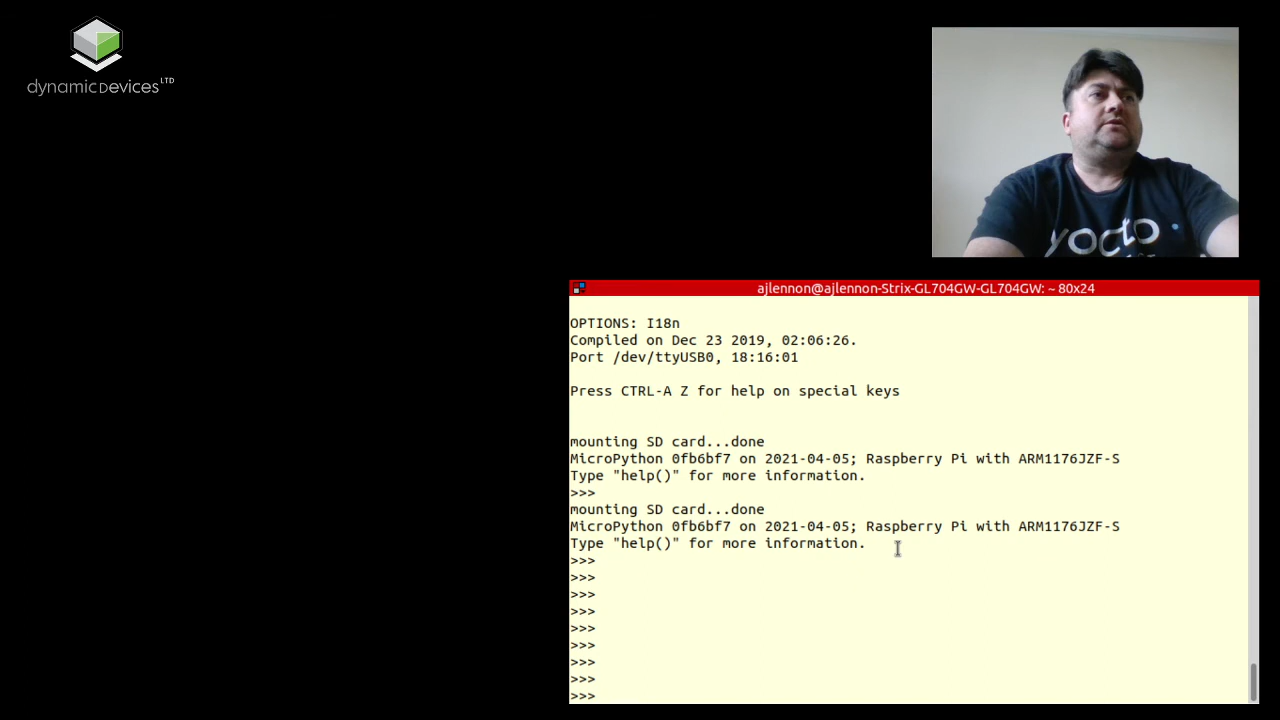 dynamicDevices LTD
yocto
ajlennon@ajlennon-Strix-GL704GW-GL704GW: ~ 80x24
OPTIONS: I18n
Compiled on Dec 23 2019, 02:06:26.
Port /dev/ttyUSB0, 18:16:01
Press CTRL-A Z for help on special keys
mounting SD card...done
MicroPython 0fb6bf7 on 2021-04-05; Raspberry Pi with ARM1176JZF-S
Type "help()" for more information.
>>>
mounting SD card...done
MicroPython 0fb6bf7 on 2021-04-05; Raspberry Pi with ARM1176JZF-S
Type "help()" for more information.
>>>
>>>
>>>
>>>
>>>
>>>
>>>
>>>
>>>